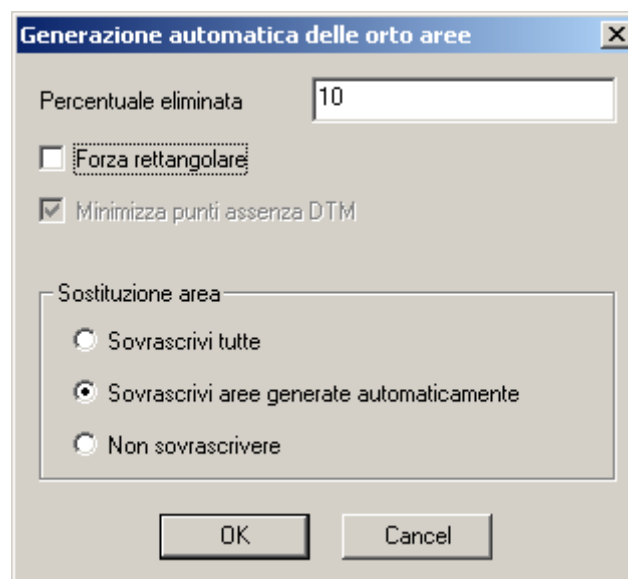 Generazione automatica delle orto aree
Percentuale eliminata 10
Forza rettangolare
Minimizza punti assenza DTM
Sostituzione area
Sovrascrivi tutte
Sovrascrivi aree generate automaticamente
Non sovrascrivere
OK Cancel